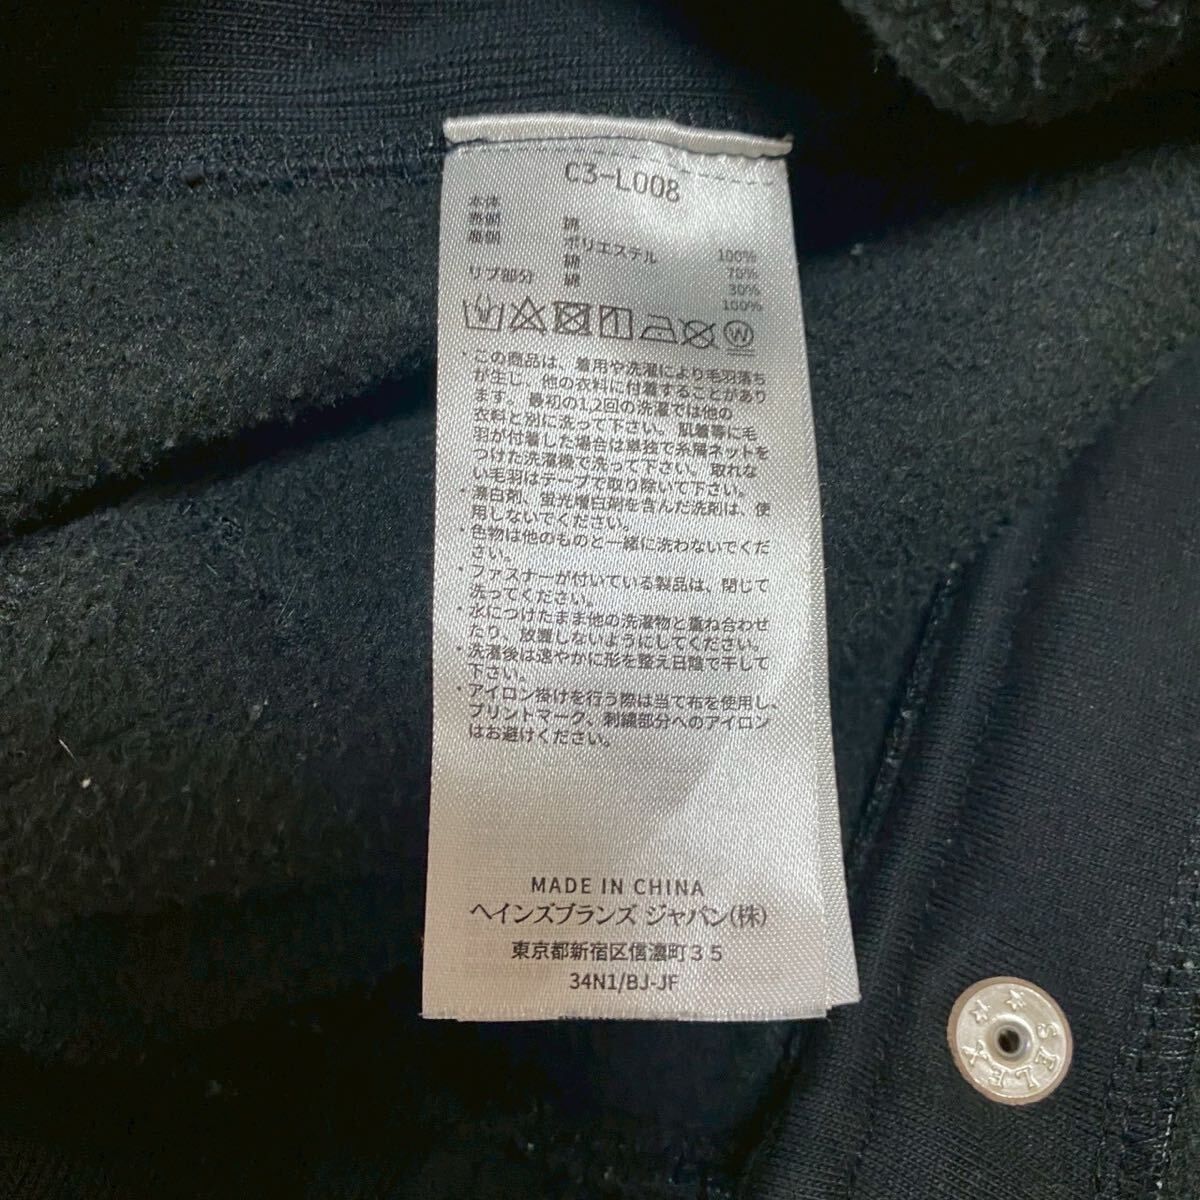 C3-L008
本体
表側 綿 100%
裏側 ポリエステル 70%
綿 30%
リブ部分 綿 100%
W
・この商品は、着用や洗濯により毛羽落ち
が生じ、他の衣料に付着することがあり
ます。最初の1,2回の洗濯では他の
衣料と別に洗って下さい。肌着等に毛
羽が付着した場合は単独で糸屑ネットを
つけた洗濯機で洗って下さい。取れな
い毛羽はテープで取り除いて下さい。
・漂白剤、蛍光増白剤を含んだ洗剤は、使
用しないでください。
・色物は他のものと一緒に洗わないでくだ
さい。
・ファスナーが付いている製品は、閉じて
洗ってください。
・水につけたまま他の洗濯物と重ね合わせ
たり、放置しないようにしてください。
・洗濯後は速やかに形を整え日陰で干して
下さい。
・アイロン掛けを行う際は当て布を使用し、
プリントマーク、刺繍部分へのアイロン
はお避けください。
MADE IN CHINA
ヘインズブランズ ジャパン(株)
東京都新宿区信濃町35
34N1/BJ-JF
SELEX